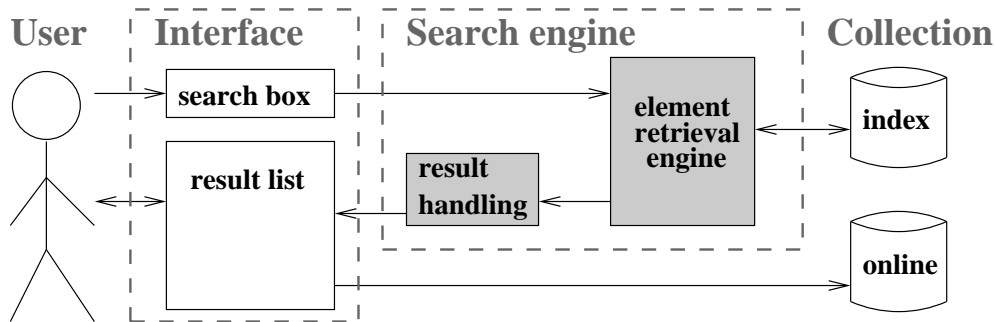 User
Interface
Search engine
Collection
search box
element
retrieval
engine
index
result list
result
handling
online